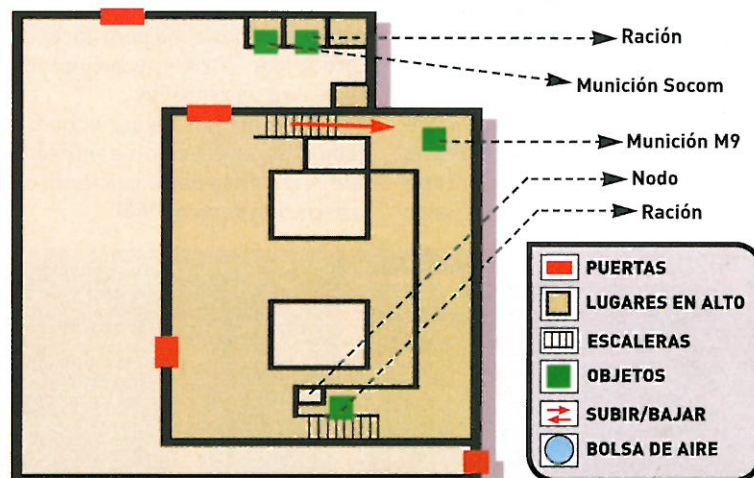 Ración
Munición Socom
Munición M9
Nodo
Ración
PUERTAS
LUGARES EN ALTO
ESCALERAS
OBJETOS
SUBIR/BAJAR
BOLSA DE AIRE